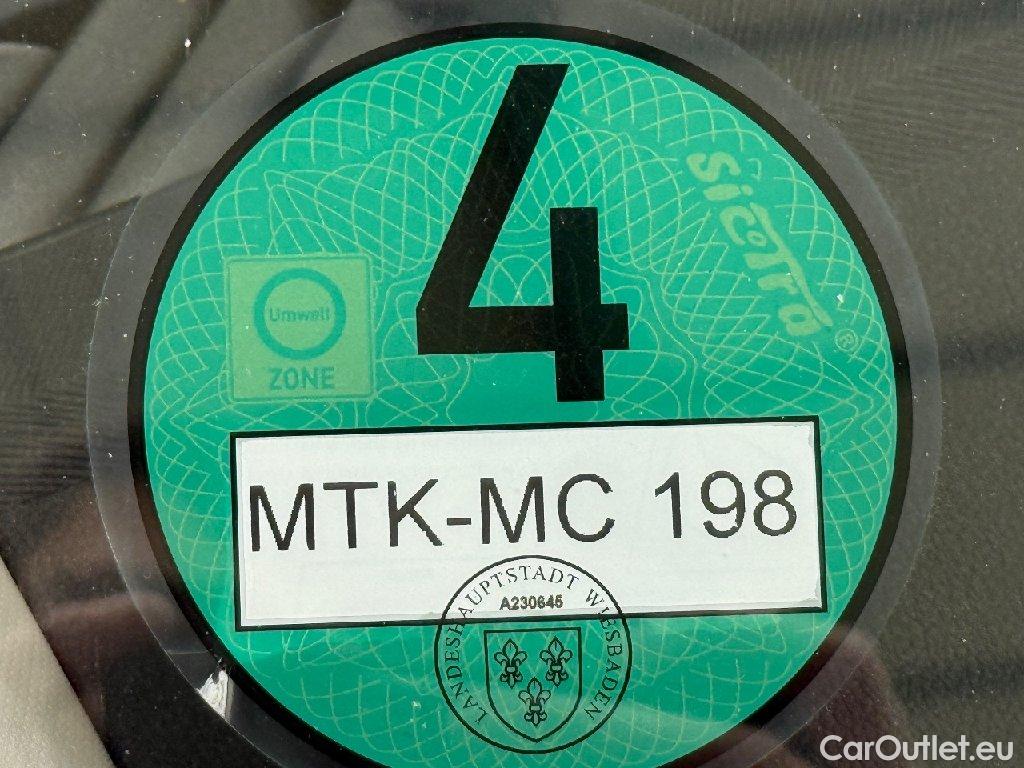 4
SicoTra®
Umwelt
ZONE
MTK-MC 198
LANDESHAUPTSTADT WIESBADEN
A230645
CarOutlet.eu